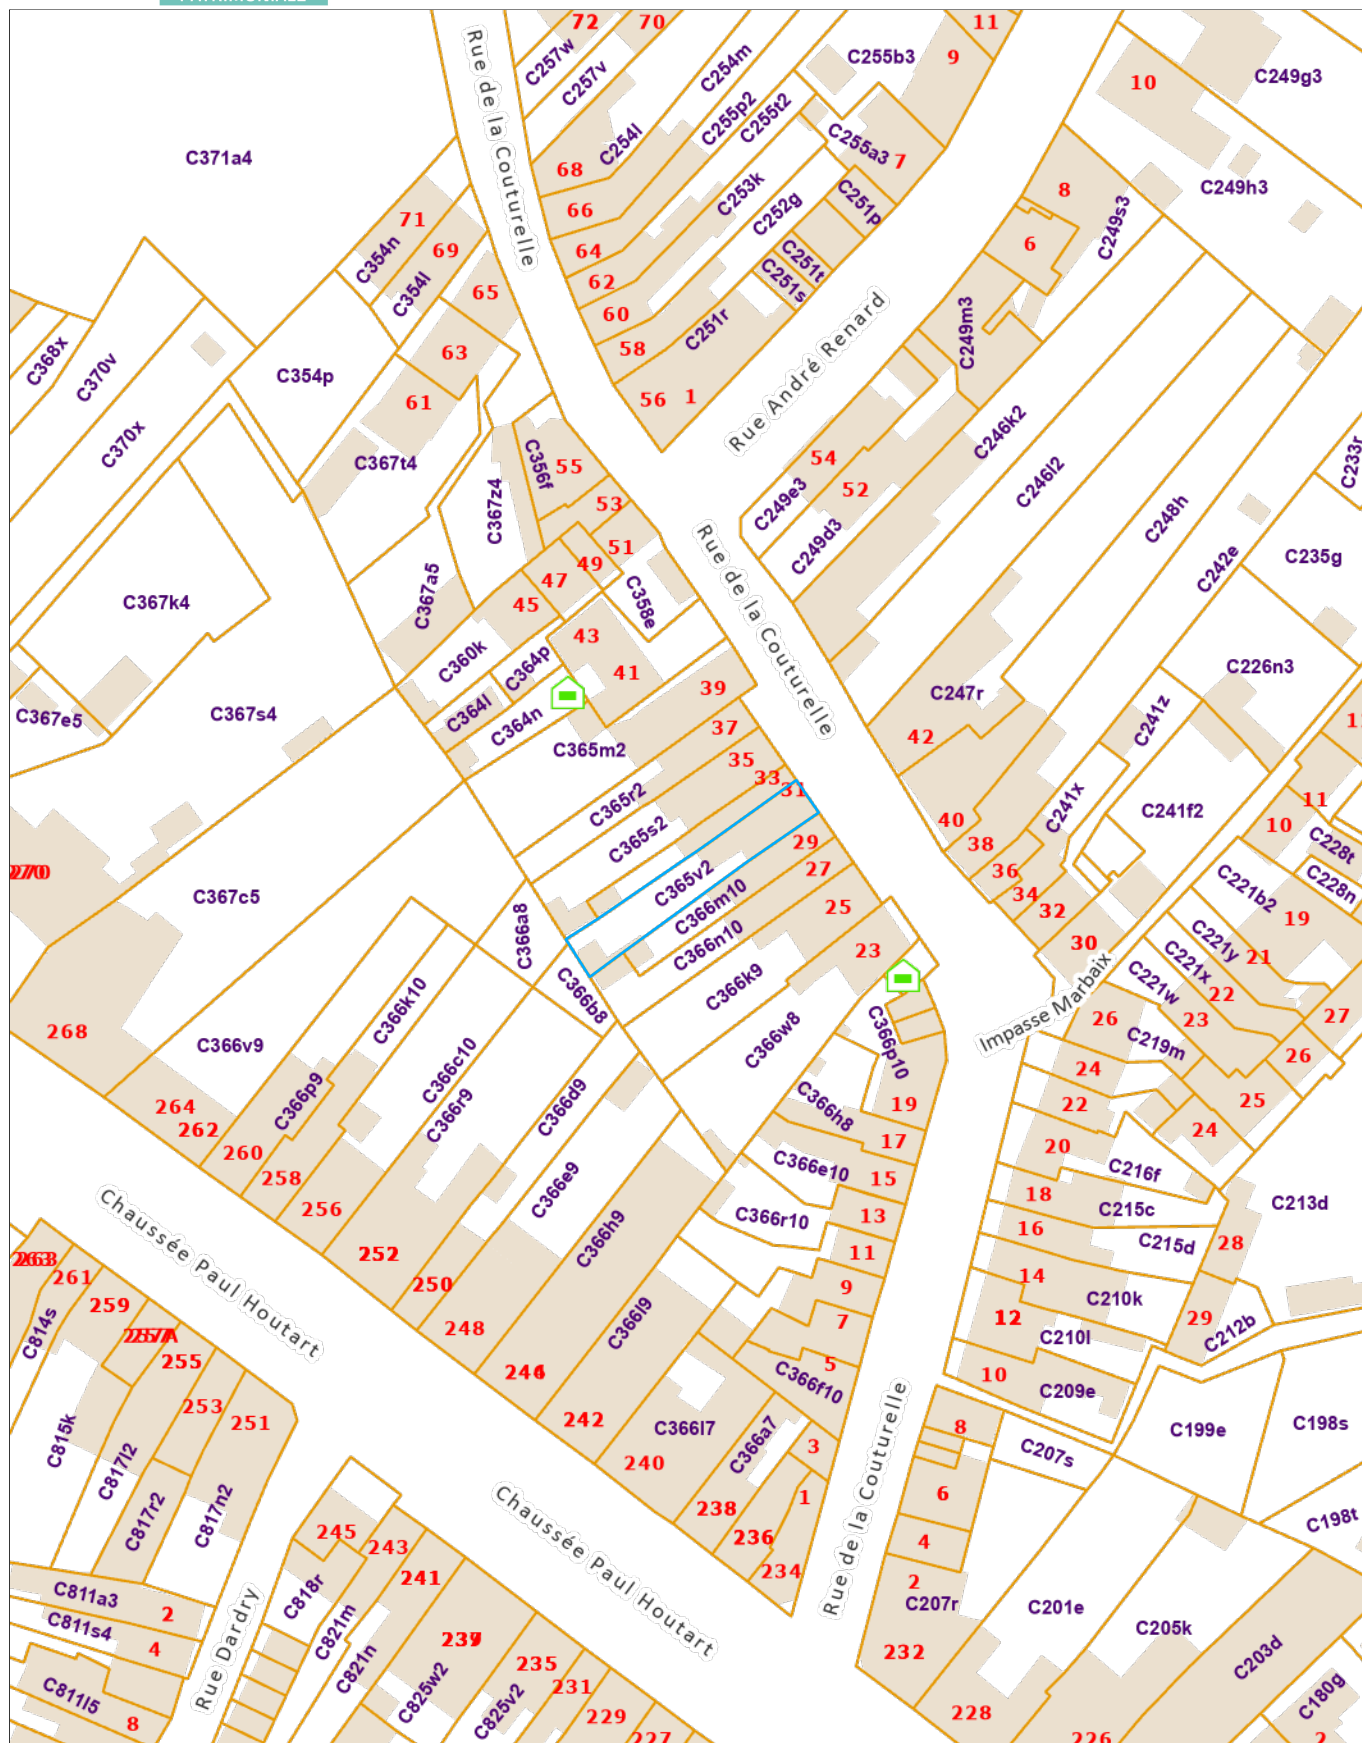 72
70
11
C257w
C257v
C254m
C255b3
9
10
C249g3
C255p2
C255t2
C254l
C255a3
7
Rue de la Couturelle
C371a4
68
66
C253k
C251p
8
C249h3
C249s3
71
69
C354n
C354l
64
C252g
6
C251t
C251s
62
65
60
C251r
58
C249m3
C368x
C370v
C354p
63
61
56
1
Rue André Renard
C370x
C367t4
C356f
55
54
52
C246k2
C233r
C367z4
53
C249e3
C246l2
C248h
51
49
47
45
C249d3
C242e
C235g
C367k4
C367a5
C358e
43
Rue de la Couturelle
C360k
C364p
41
C226n3
39
C247r
C364l
C364n
C367e5
C367s4
C365m2
37
42
C241z
35
33
31
C365r2
C365s2
11
10
C241x
C241f2
40
29
38
C228t
27
36
270
C365v2
C228n
C367c5
C366m10
34
C221b2
19
25
32
C366a8
C366n10
23
30
C221y
21
C221x
C366k9
C221w
22
C366b8
Impasse Marbaix
268
C366k10
26
23
27
C366v9
C366w8
C366p10
C219m
26
C366c10
24
C366p9
C366r9
C366d9
264
262
C366h8
19
22
25
24
17
260
20
C366e10
15
C216f
258
C366e9
18
C215c
C213d
256
C366r10
13
16
C215d
Chaussée Paul Houtart
252
C366h9
11
28
263
261
250
9
14
C210k
259
C366l9
7
12
29
C212b
C814s
248
C210l
255
5
10
244
C366f10
C209e
253
242
251
C366l7
C366a7
C815k
8
C199e
C198s
3
C207s
C817l2
240
1
6
Rue de la Couturelle
C817r2
C817n2
238
C198t
245
236
4
243
234
2
Chaussée Paul Houtart
241
C811a3
C818r
C207r
C201e
2
C811s4
C821m
C205k
4
C821n
232
C203d
235
C811l5
C825w2
231
C180g
Rue Dardry
C825v2
229
228
8
227
226
2